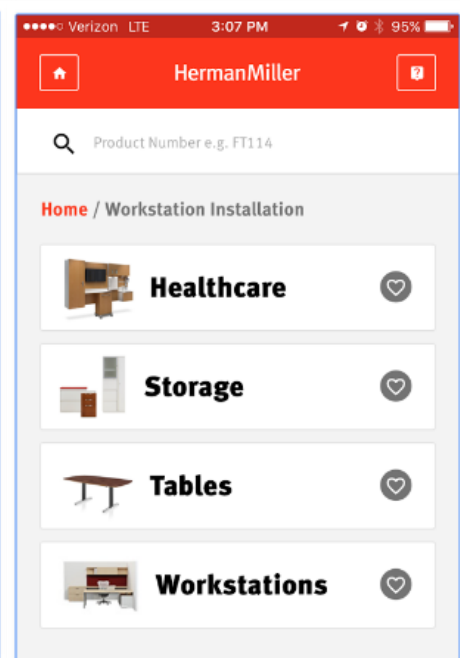 Verizon LTE 3:07 PM 95%
HermanMiller
Product Number e.g. FT114
Home / Workstation Installation
Healthcare
Storage
Tables
Workstations